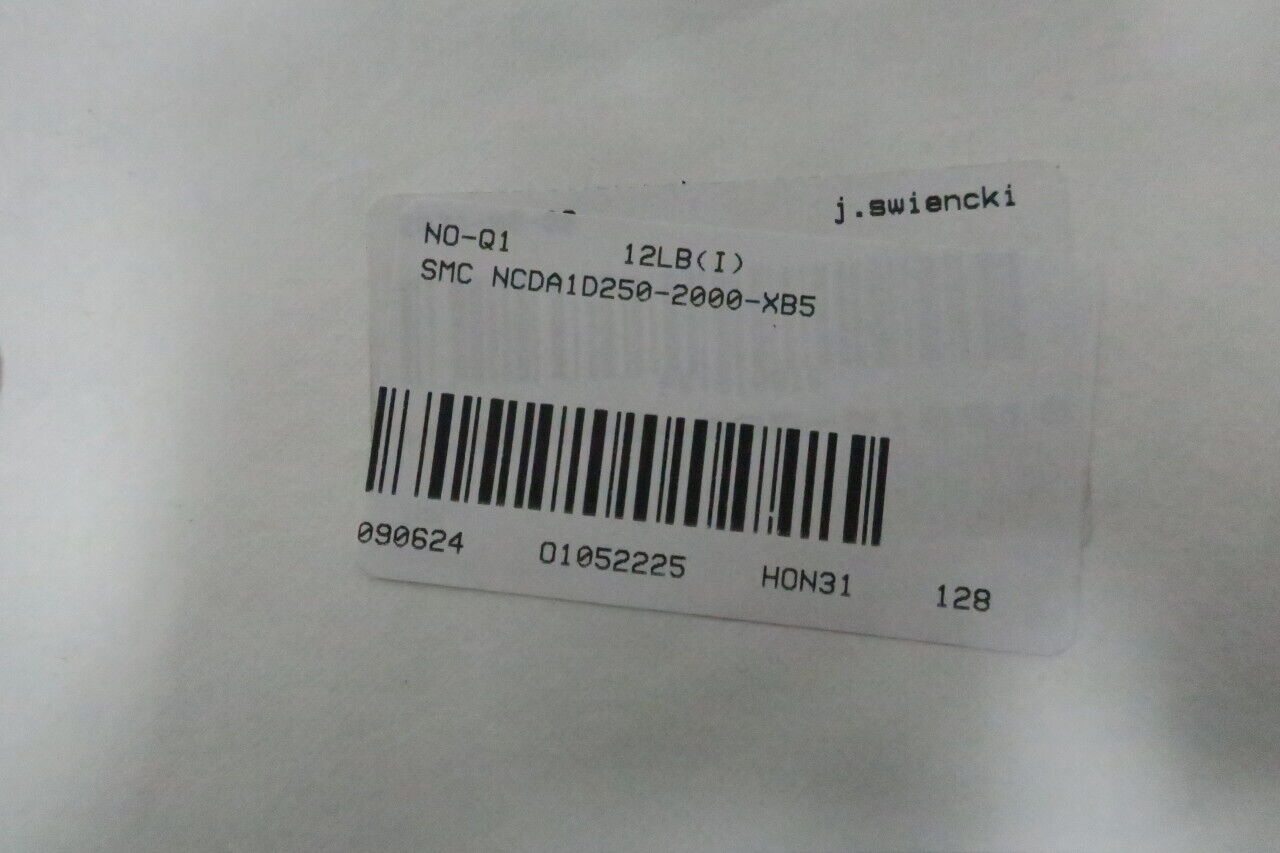 j.swiencki
NO-Q1 12LB(I)
SMC NCDA1D250-2000-XB5
090624 01052225 HON31 128